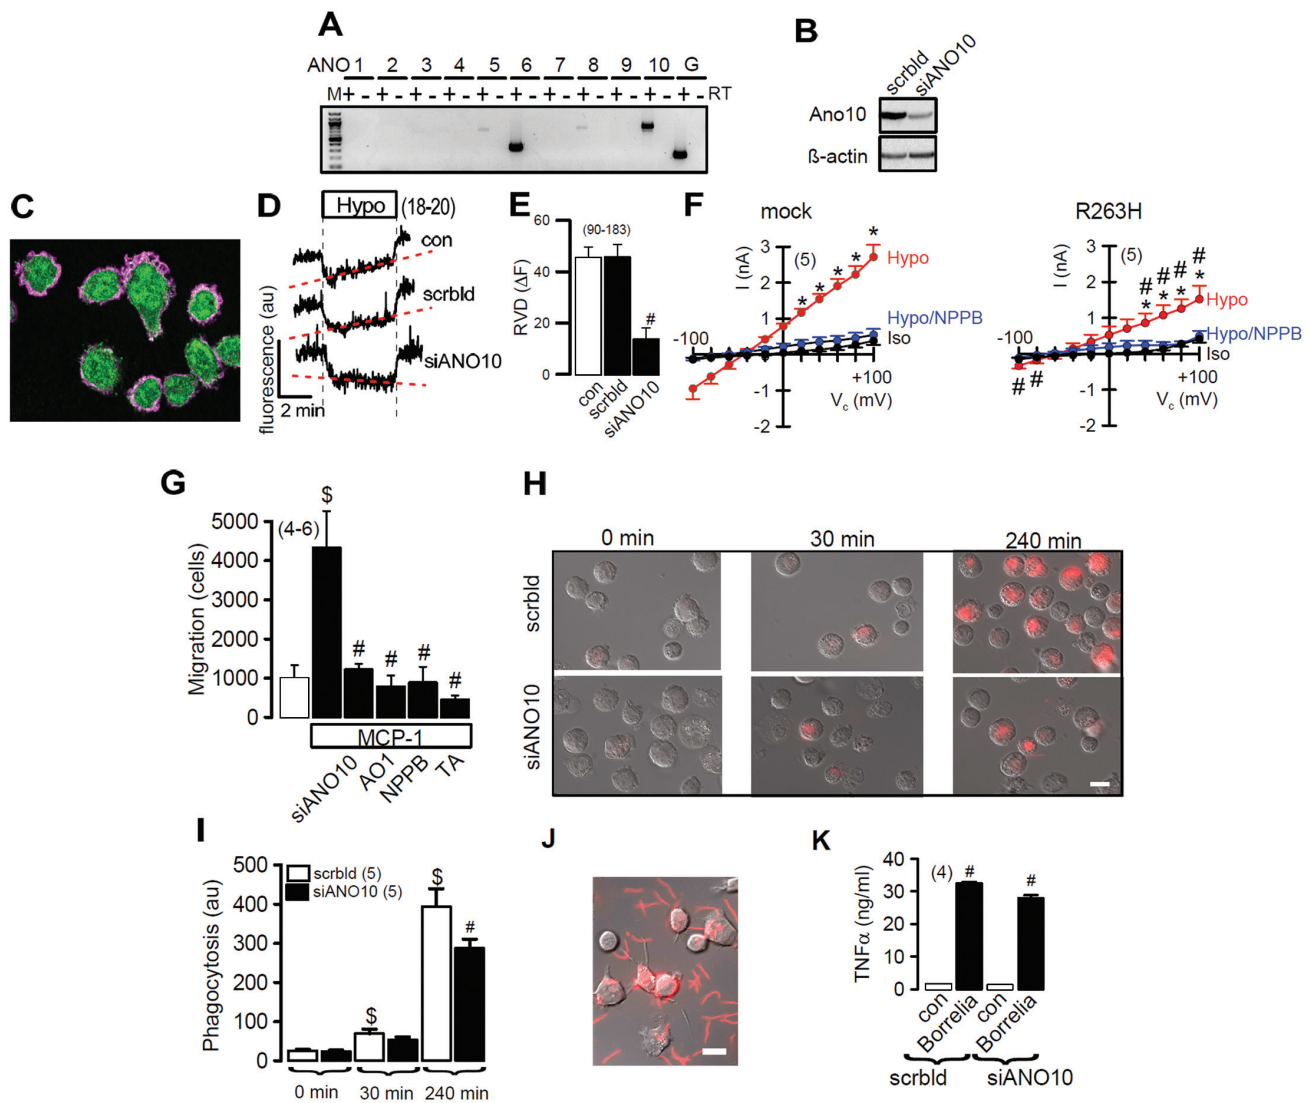 A
ANO 1 2 3 4 5 6 7 8 9 10 G
M + - + - + - + - + - + - + - + - + - + - + - RT
B
scrbld siANO10
Ano10
ß-actin
C
D
Hypo (18-20)
con
scrbld
siANO10
fluorescence (au)
2 min
E
60
40
20
0
RVD (ΔF)
(90-183)
#
con
scrbld
siANO10
F
mock
I (nA)
3
2
1
-1
-2
(5)
* * * * *
Hypo
Hypo/NPPB
Iso
-100
+100
Vc (mV)
R263H
I (nA)
3
2
1
-1
-2
(5)
# # # #
* * * *
Hypo
Hypo/NPPB
Iso
-100
# #
+100
Vc (mV)
G
Migration (cells)
5000
4000
3000
2000
1000
0
(4-6)
$
# # # #
MCP-1
siANO10
AO1
NPPB
TA
H
0 min 30 min 240 min
scrbld
siANO10
I
Phagocytosis (au)
500
400
300
200
100
0
scrbld (5)
siANO10 (5)
$
$
#
0 min 30 min 240 min
J
K
TNFα (ng/ml)
40
30
20
10
0
(4)
# #
con
Borrelia
con
Borrelia
scrbld siANO10